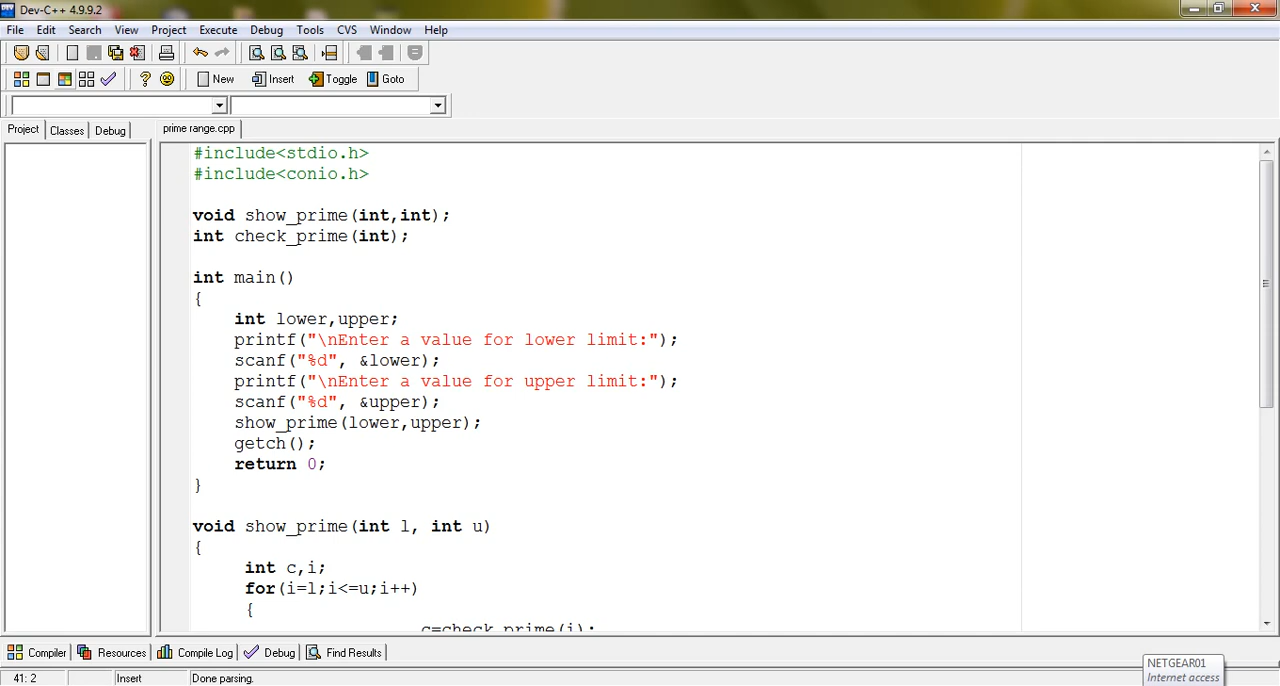 Dev-C++ 4.9.9.2
File Edit Search View Project Execute Debug Tools CVS Window Help
New Insert Toggle Goto
Project Classes Debug prime range.cpp
#include<stdio.h>
#include<conio.h>
void show_prime(int,int);
int check_prime(int);
int main()
{
int lower,upper;
printf("\nEnter a value for lower limit:");
scanf("%d", &lower);
printf("\nEnter a value for upper limit:");
scanf("%d", &upper);
show_prime(lower,upper);
getch();
return 0;
}
void show_prime(int l, int u)
{
int c,i;
for(i=l;i<=u;i++)
{
c=check_prime(i);
Compiler Resources Compile Log Debug Find Results
NETGEAR01
Internet access
41: 2 Insert Done parsing.